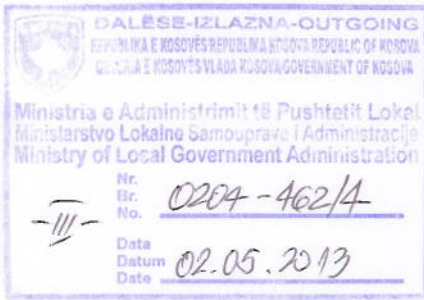 DALËSE-IZLAZNA-OUTGOING
REPUBLIKA E KOSOVËS REPUBLIKA KOSOVA REPUBLIC OF KOSOVA
QEVERIA E KOSOVËS VLADA KOSOVA GOVERNMENT OF KOSOVA
Ministria e Administrimit të Pushtetit Lokal
Ministarstvo Lokalne Samouprave i Administracije
Ministry of Local Government Administration
Nr.
Br.
No. 0204-462/4
-III-
Data
Datum
Date 02.05.2013